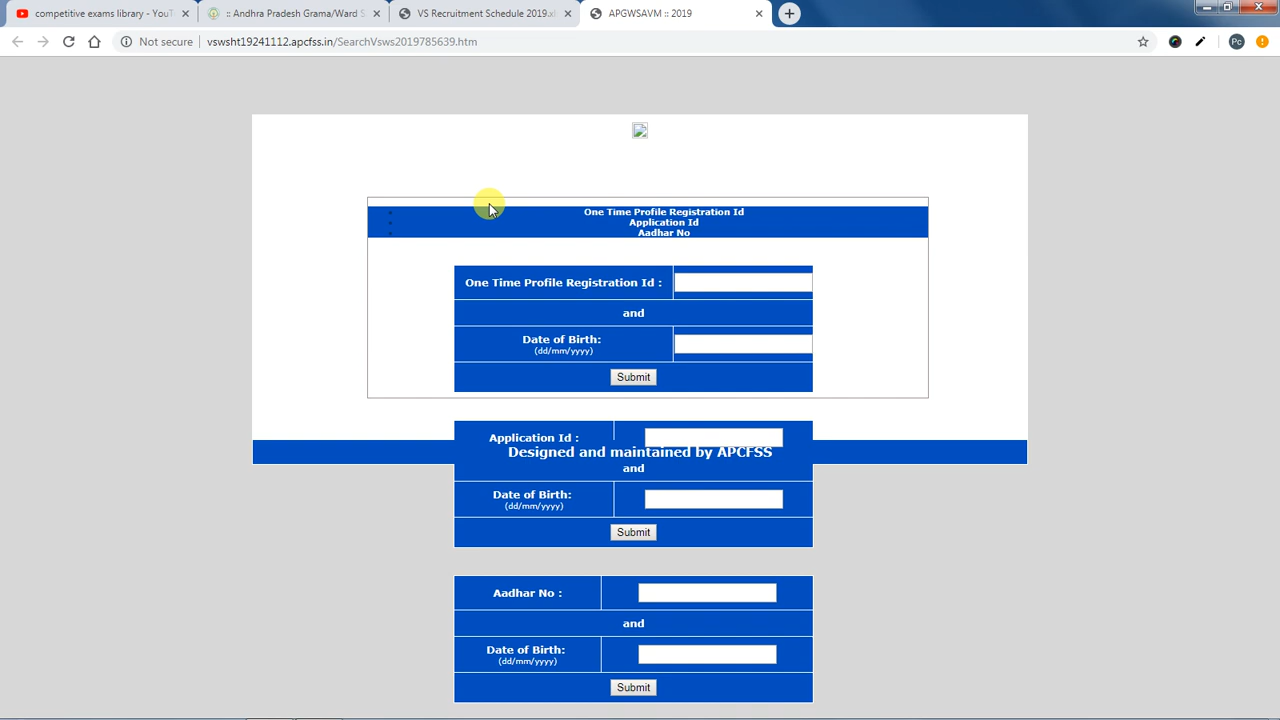 competitive-exams library - YouT
:: Andhra Pradesh Grama/Ward S
VS Recruitment Schedule 2019.xl
APGWSAVM :: 2019
Not secure
vswsht19241112.apcfss.in/SearchVsws2019785639.htm
Pc
One Time Profile Registration Id
Application Id
Aadhar No
One Time Profile Registration Id :
and
Date of Birth:
(dd/mm/yyyy)
Submit
Application Id :
Designed and maintained by APCFSS
and
Date of Birth:
(dd/mm/yyyy)
Submit
Aadhar No :
and
Date of Birth:
(dd/mm/yyyy)
Submit